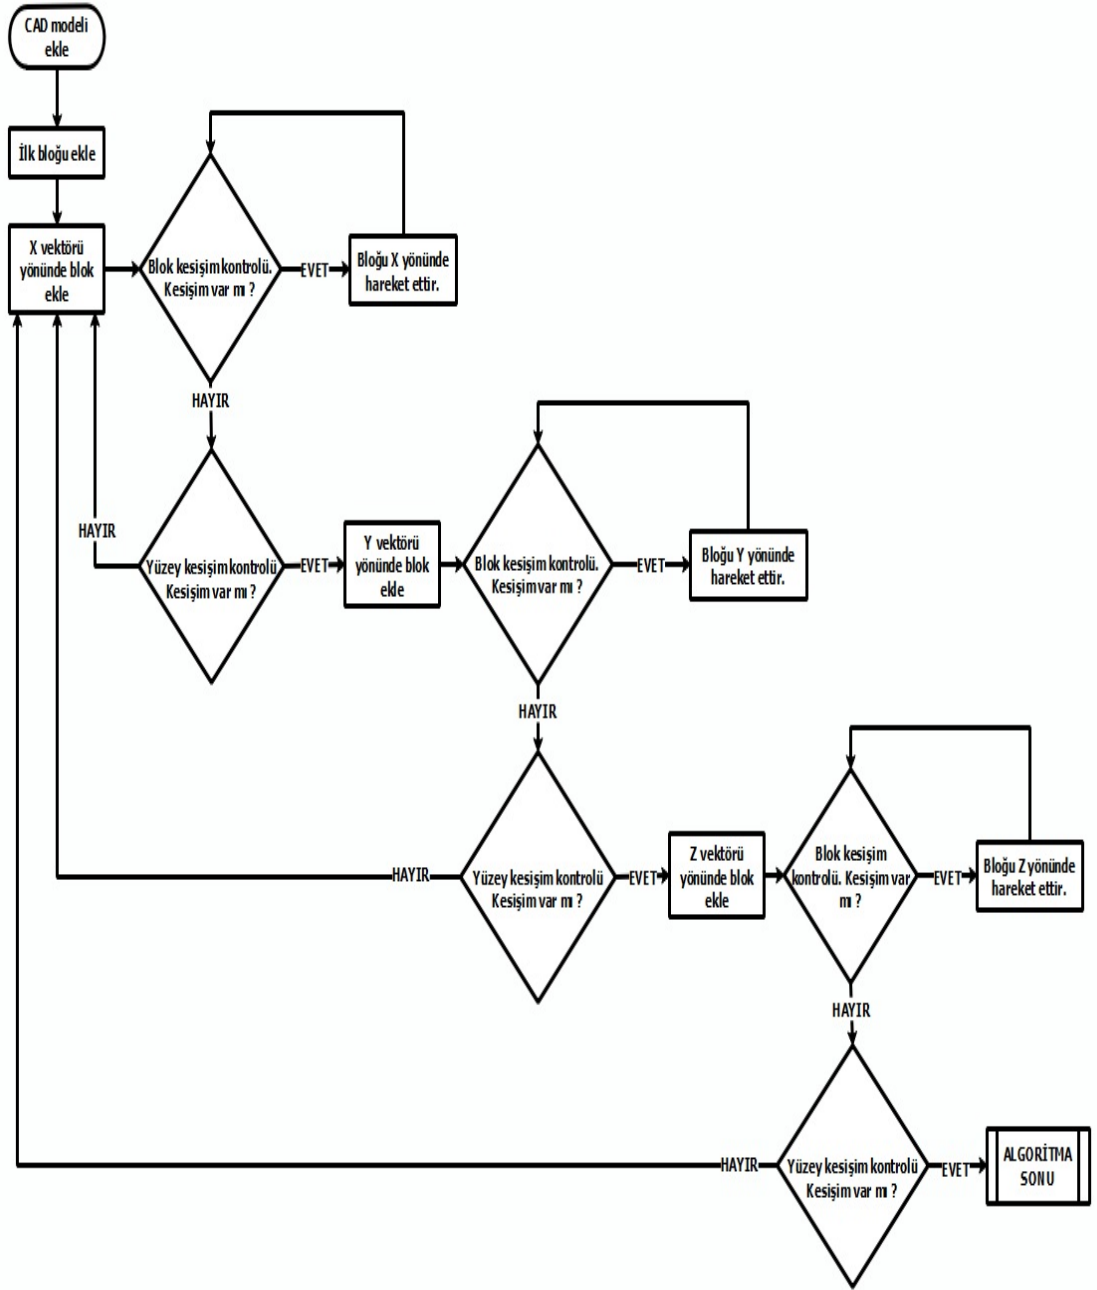 CAD modeli
ekle
İlk bloğu ekle
X vektörü
yönünde blok
ekle
Blok kesişim kontrolü.
Kesişim var mı ?
EVET
Bloğu X yönünde
hareket ettir.
HAYIR
HAYIR
Yüzey kesişim kontrolü
Kesişim var mı ?
EVET
Y vektörü
yönünde blok
ekde
Blok kesişim kontrolü.
Kesişim var mı ?
EVET
Bloğu Y yönünde
hareket ettir.
HAYIR
HAYIR
Yüzey kesişim kontrolü
Kesişim var mı ?
EVET
Z vektörü
yönünde blok
ekle
Blok kesişim
kontrolü. Kesişim var
mı ?
EVET
Bloğu Z yönünde
hareket ettir.
HAYIR
HAYIR
Yüzey kesişim kontrolü
Kesişim var mı ?
EVET
ALGORİTMA
SONU